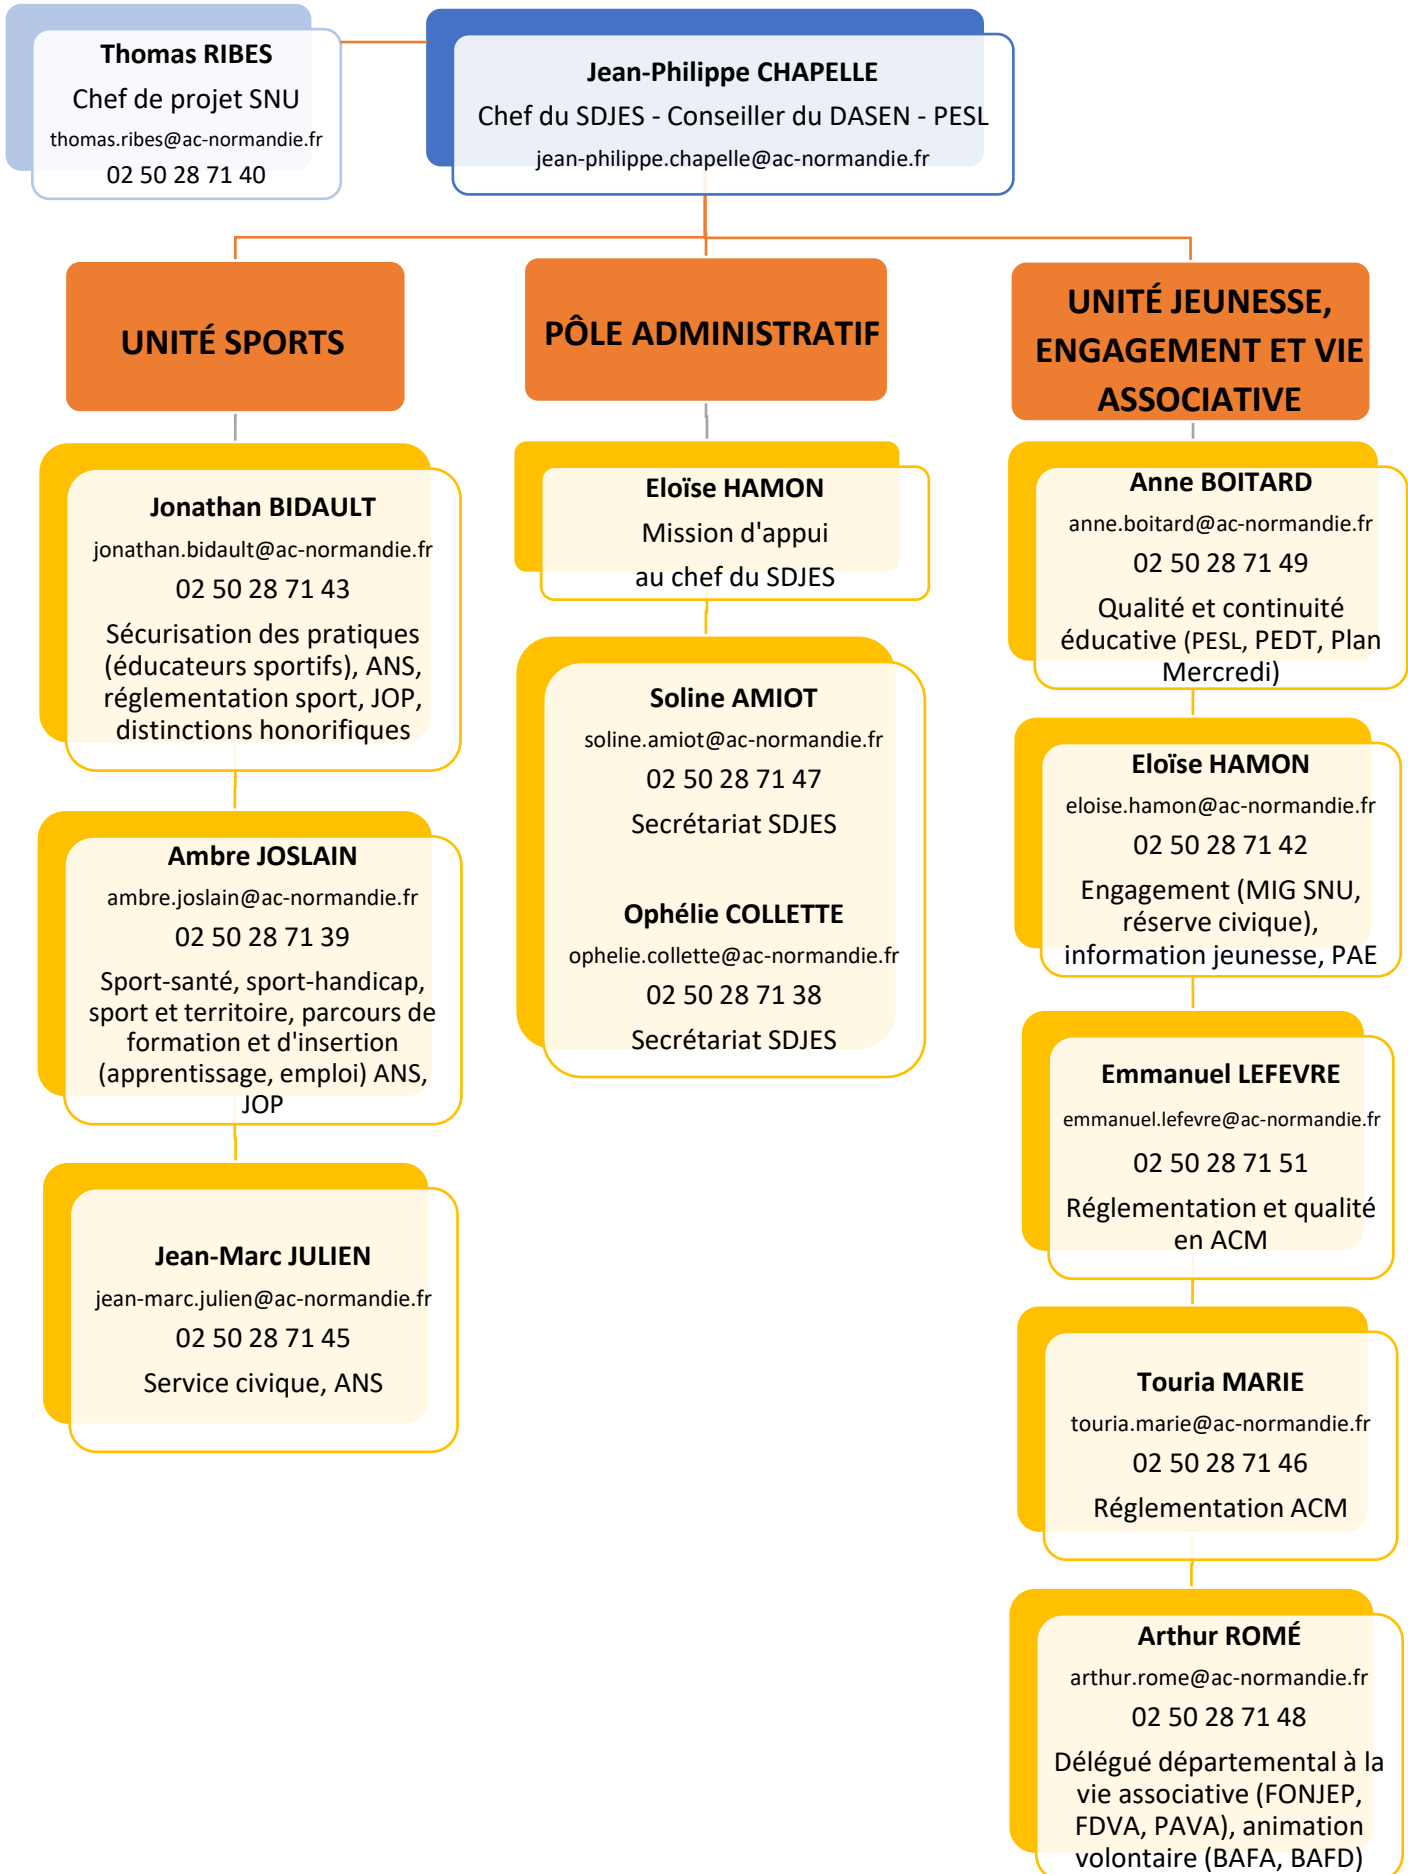 Thomas RIBES
Chef de projet SNU
thomas.ribes@ac-normandie.fr
02 50 28 71 40
Jean-Philippe CHAPELLE
Chef du SDJES - Conseiller du DASEN - PESL
jean-philippe.chapelle@ac-normandie.fr
UNITÉ SPORTS
Jonathan BIDAULT
jonathan.bidault@ac-normandie.fr
02 50 28 71 43
Sécurisation des pratiques
(éducateurs sportifs), ANS,
réglementation sport, JOP,
distinctions honorifiques
Ambre JOSLAIN
ambre.joslain@ac-normandie.fr
02 50 28 71 39
Sport-santé, sport-handicap,
sport et territoire, parcours de
formation et d'insertion
(apprentissage, emploi) ANS,
JOP
Jean-Marc JULIEN
jean-marc.julien@ac-normandie.fr
02 50 28 71 45
Service civique, ANS
PÔLE ADMINISTRATIF
Eloïse HAMON
Mission d'appui
au chef du SDJES
Soline AMIOT
soline.amiot@ac-normandie.fr
02 50 28 71 47
Secrétariat SDJES
Ophélie COLLETTE
ophelie.collette@ac-normandie.fr
02 50 28 71 38
Secrétariat SDJES
UNITÉ JEUNESSE,
ENGAGEMENT ET VIE
ASSOCIATIVE
Anne BOITARD
anne.boitard@ac-normandie.fr
02 50 28 71 49
Qualité et continuité
éducative (PESL, PEDT, Plan
Mercredi)
Eloïse HAMON
eloise.hamon@ac-normandie.fr
02 50 28 71 42
Engagement (MIG SNU,
réserve civique),
information jeunesse, PAE
Emmanuel LEFEVRE
emmanuel.lefevre@ac-normandie.fr
02 50 28 71 51
Réglementation et qualité
en ACM
Touria MARIE
touria.marie@ac-normandie.fr
02 50 28 71 46
Réglementation ACM
Arthur ROMÉ
arthur.rome@ac-normandie.fr
02 50 28 71 48
Délégué départemental à la
vie associative (FONJEP,
FDVA, PAVA), animation
volontaire (BAFA, BAFD)